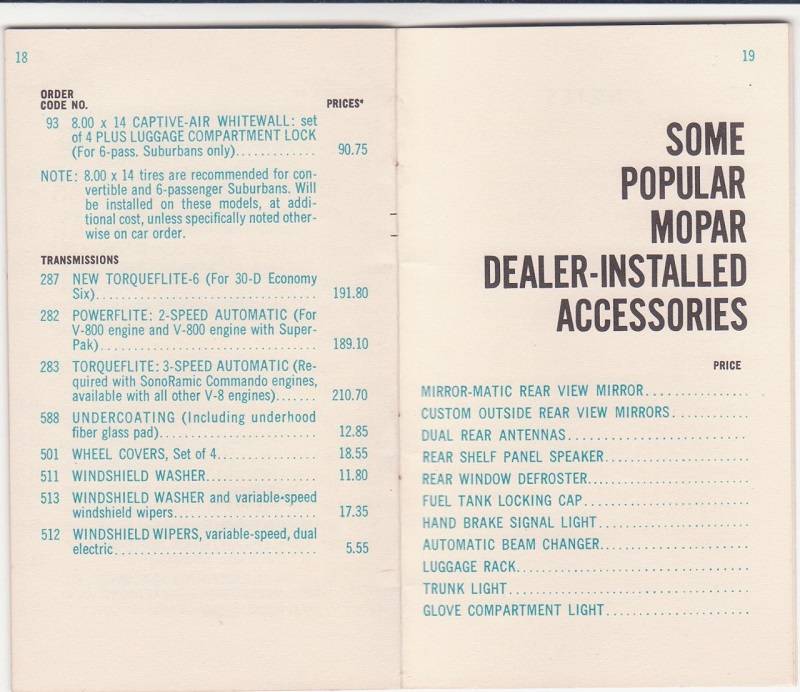 18
ORDER
CODE NO. PRICES*
93 8.00 x 14 CAPTIVE-AIR WHITEWALL: set
of 4 PLUS LUGGAGE COMPARTMENT LOCK
(For 6-pass. Suburbans only)............. 90.75
NOTE: 8.00 x 14 tires are recommended for con-
vertible and 6-passenger Suburbans. Will
be installed on these models, at addi-
tional cost, unless specifically noted other-
wise on car order.
TRANSMISSIONS
287 NEW TORQUEFLITE-6 (For 30-D Economy
Six)................................. 191.80
282 POWERFLITE: 2-SPEED AUTOMATIC (For
V-800 engine and V-800 engine with Super-
Pak)................................. 189.10
283 TORQUEFLITE: 3-SPEED AUTOMATIC (Re-
quired with SonoRamic Commando engines,
available with all other V-8 engines)....... 210.70
588 UNDERCOATING (Including underhood
fiber glass pad)....................... 12.85
501 WHEEL COVERS, Set of 4............... 18.55
511 WINDSHIELD WASHER................. 11.80
513 WINDSHIELD WASHER and variable-speed
windshield wipers..................... 17.35
512 WINDSHIELD WIPERS, variable-speed, dual
electric.............................. 5.55
19
SOME
POPULAR
MOPAR
DEALER-INSTALLED
ACCESSORIES
PRICE
MIRROR-MATIC REAR VIEW MIRROR...............
CUSTOM OUTSIDE REAR VIEW MIRRORS...........
DUAL REAR ANTENNAS..........................
REAR SHELF PANEL SPEAKER.....................
REAR WINDOW DEFROSTER.......................
FUEL TANK LOCKING CAP........................
HAND BRAKE SIGNAL LIGHT......................
AUTOMATIC BEAM CHANGER......................
LUGGAGE RACK.................................
TRUNK LIGHT...................................
GLOVE COMPARTMENT LIGHT.....................